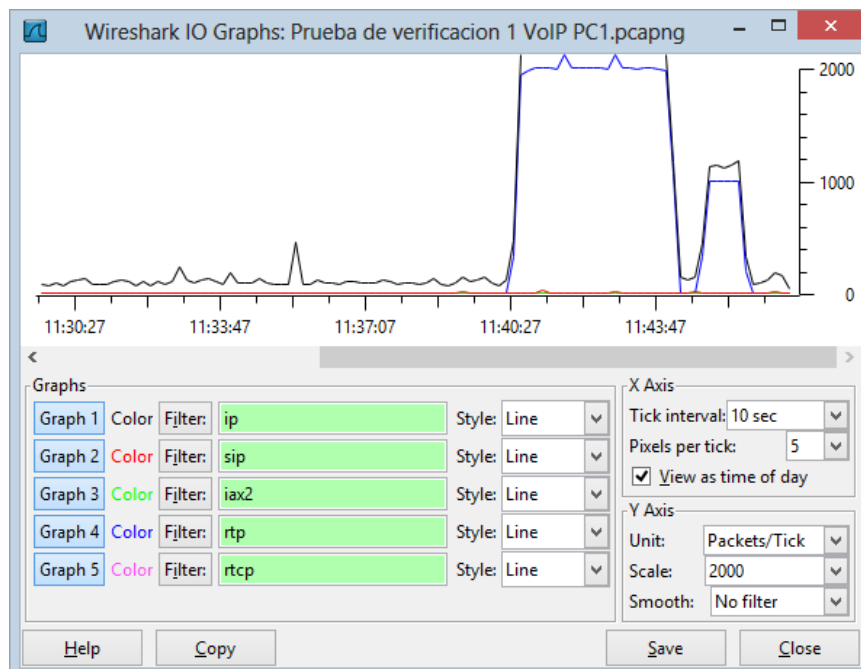 Wireshark IO Graphs: Prueba de verificacion 1 VoIP PC1.pcapng
2000
1000
0
11:30:27 11:33:47 11:37:07 11:40:27 11:43:47
Graphs
Graph 1 Color Filter: ip Style: Line
Graph 2 Color Filter: sip Style: Line
Graph 3 Color Filter: iax2 Style: Line
Graph 4 Color Filter: rtp Style: Line
Graph 5 Color Filter: rtcp Style: Line
X Axis
Tick interval: 10 sec
Pixels per tick: 5
View as time of day
Y Axis
Unit: Packets/Tick
Scale: 2000
Smooth: No filter
Help Copy Save Close